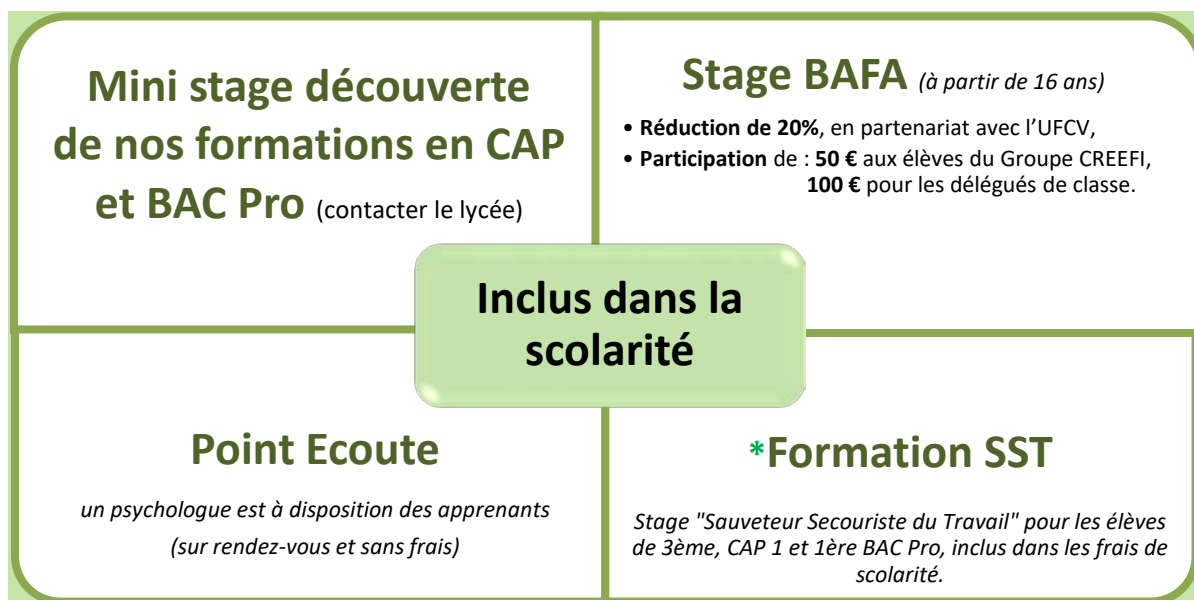 Mini stage découverte
de nos formations en CAP
et BAC Pro (contacter le lycée)
Stage BAFA (à partir de 16 ans)
• Réduction de 20%, en partenariat avec l’UFCV,
• Participation de : 50 € aux élèves du Groupe CREEFI,
100 € pour les délégués de classe.
Inclus dans la
scolarité
Point Ecoute
un psychologue est à disposition des apprenants
(sur rendez-vous et sans frais)
*Formation SST
Stage "Sauveteur Secouriste du Travail" pour les élèves
de 3ème, CAP 1 et 1ère BAC Pro, inclus dans les frais de
scolarité.